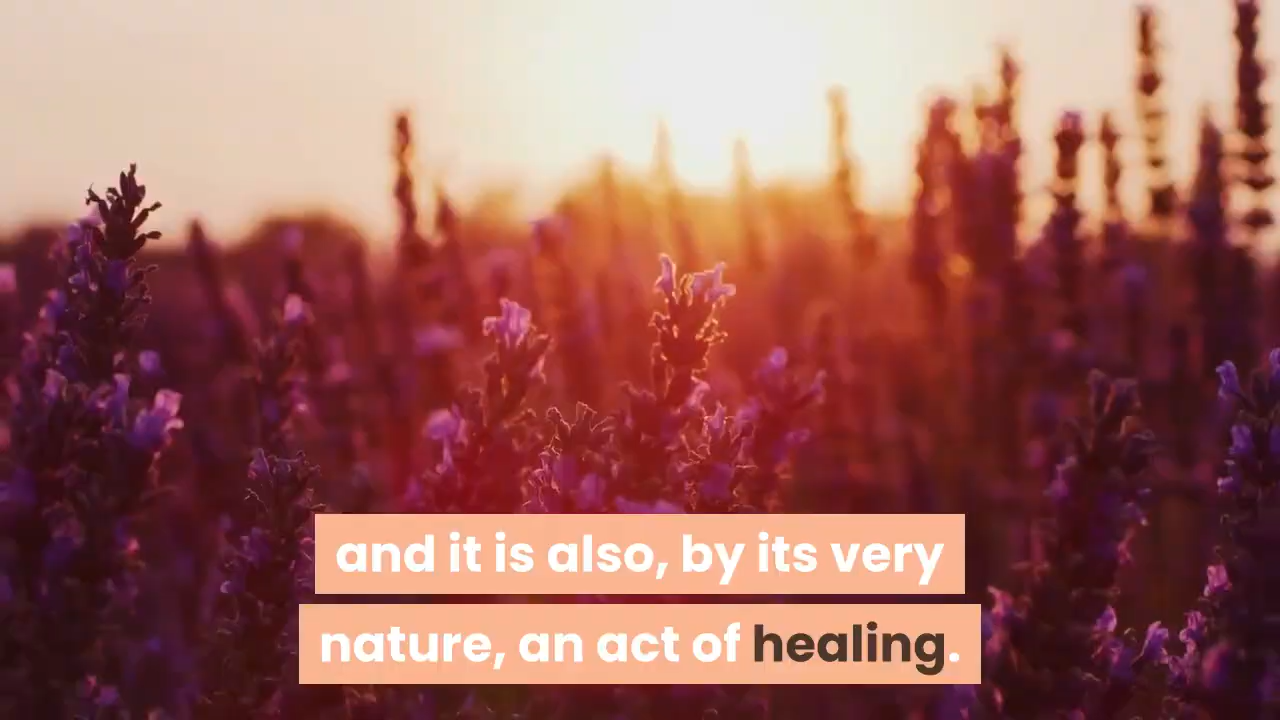 and it is also, by its very
nature, an act of healing.